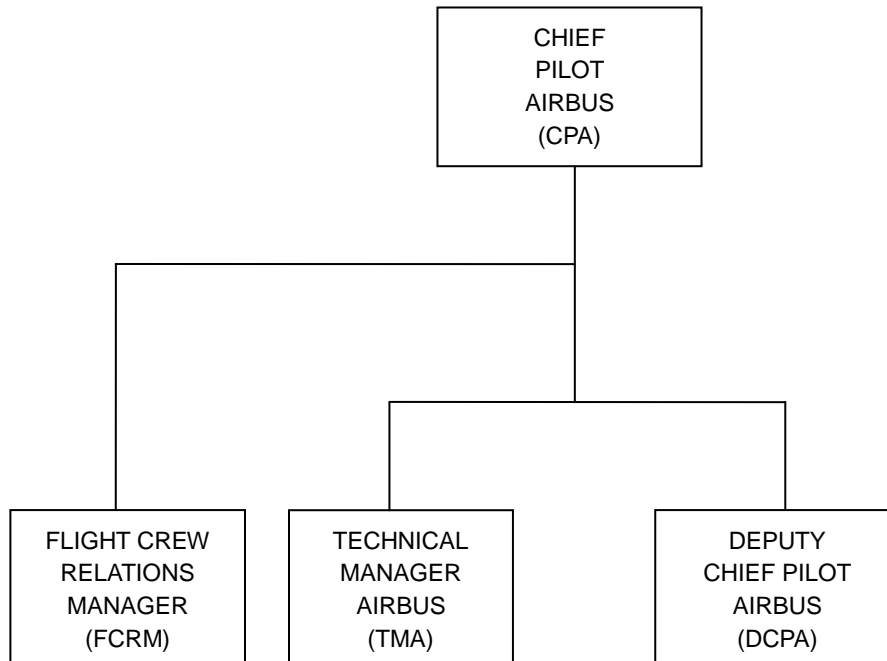 CHIEF
PILOT
AIRBUS
(CPA)
FLIGHT CREW
RELATIONS
MANAGER
(FCRM)
TECHNICAL
MANAGER
AIRBUS
(TMA)
DEPUTY
CHIEF PILOT
AIRBUS
(DCPA)